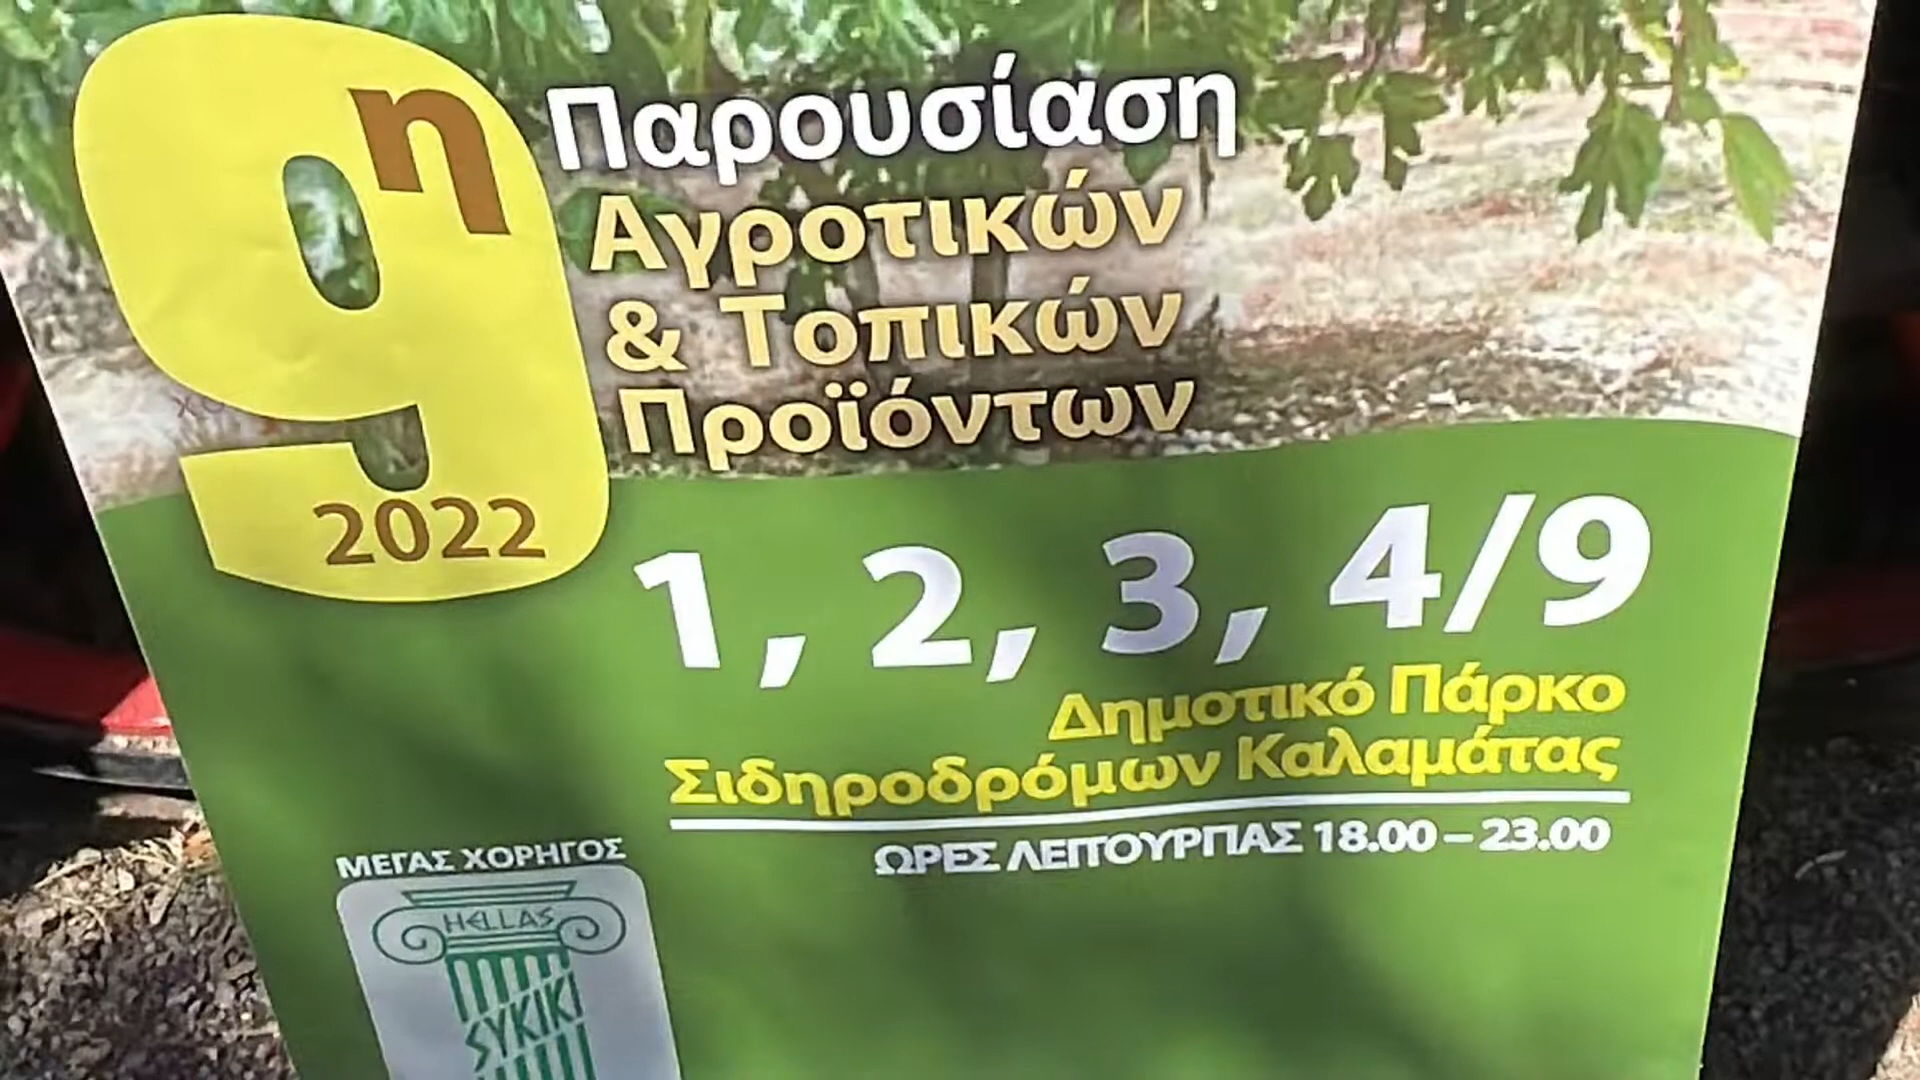 9η
2022
Παρουσίαση
Αγροτικών
& Τοπικών
Προϊόντων
1, 2, 3, 4/9
Δημοτικό Πάρκο
Σιδηροδρόμων Καλαμάτας
ΩΡΕΣ ΛΕΙΤΟΥΡΓΙΑΣ 18.00 – 23.00
ΜΕΓΑΣ ΧΟΡΗΓΟΣ
HELLAS
SYKIKI